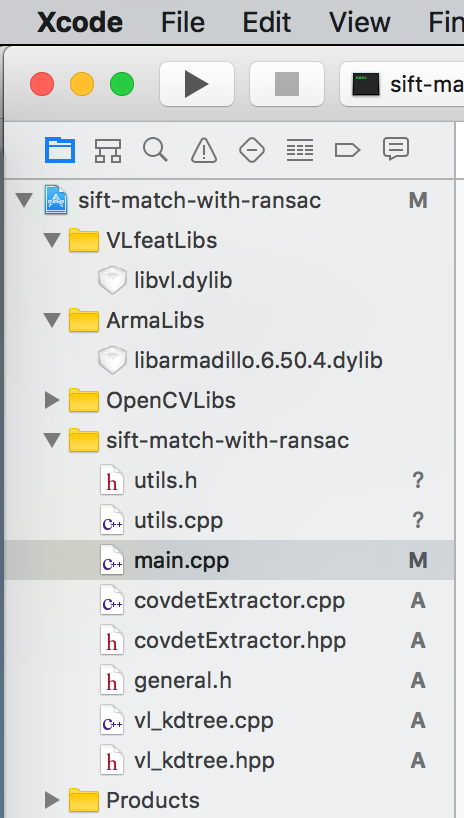 Xcode File Edit View Fin
sift-ma
sift-match-with-ransac M
VLfeatLibs
libvl.dylib
ArmaLibs
libarmadillo.6.50.4.dylib
OpenCVLibs
sift-match-with-ransac
h utils.h ?
C++ utils.cpp ?
C++ main.cpp M
C++ covdetExtractor.cpp A
h covdetExtractor.hpp A
h general.h A
C++ vl_kdtree.cpp A
h vl_kdtree.hpp A
Products